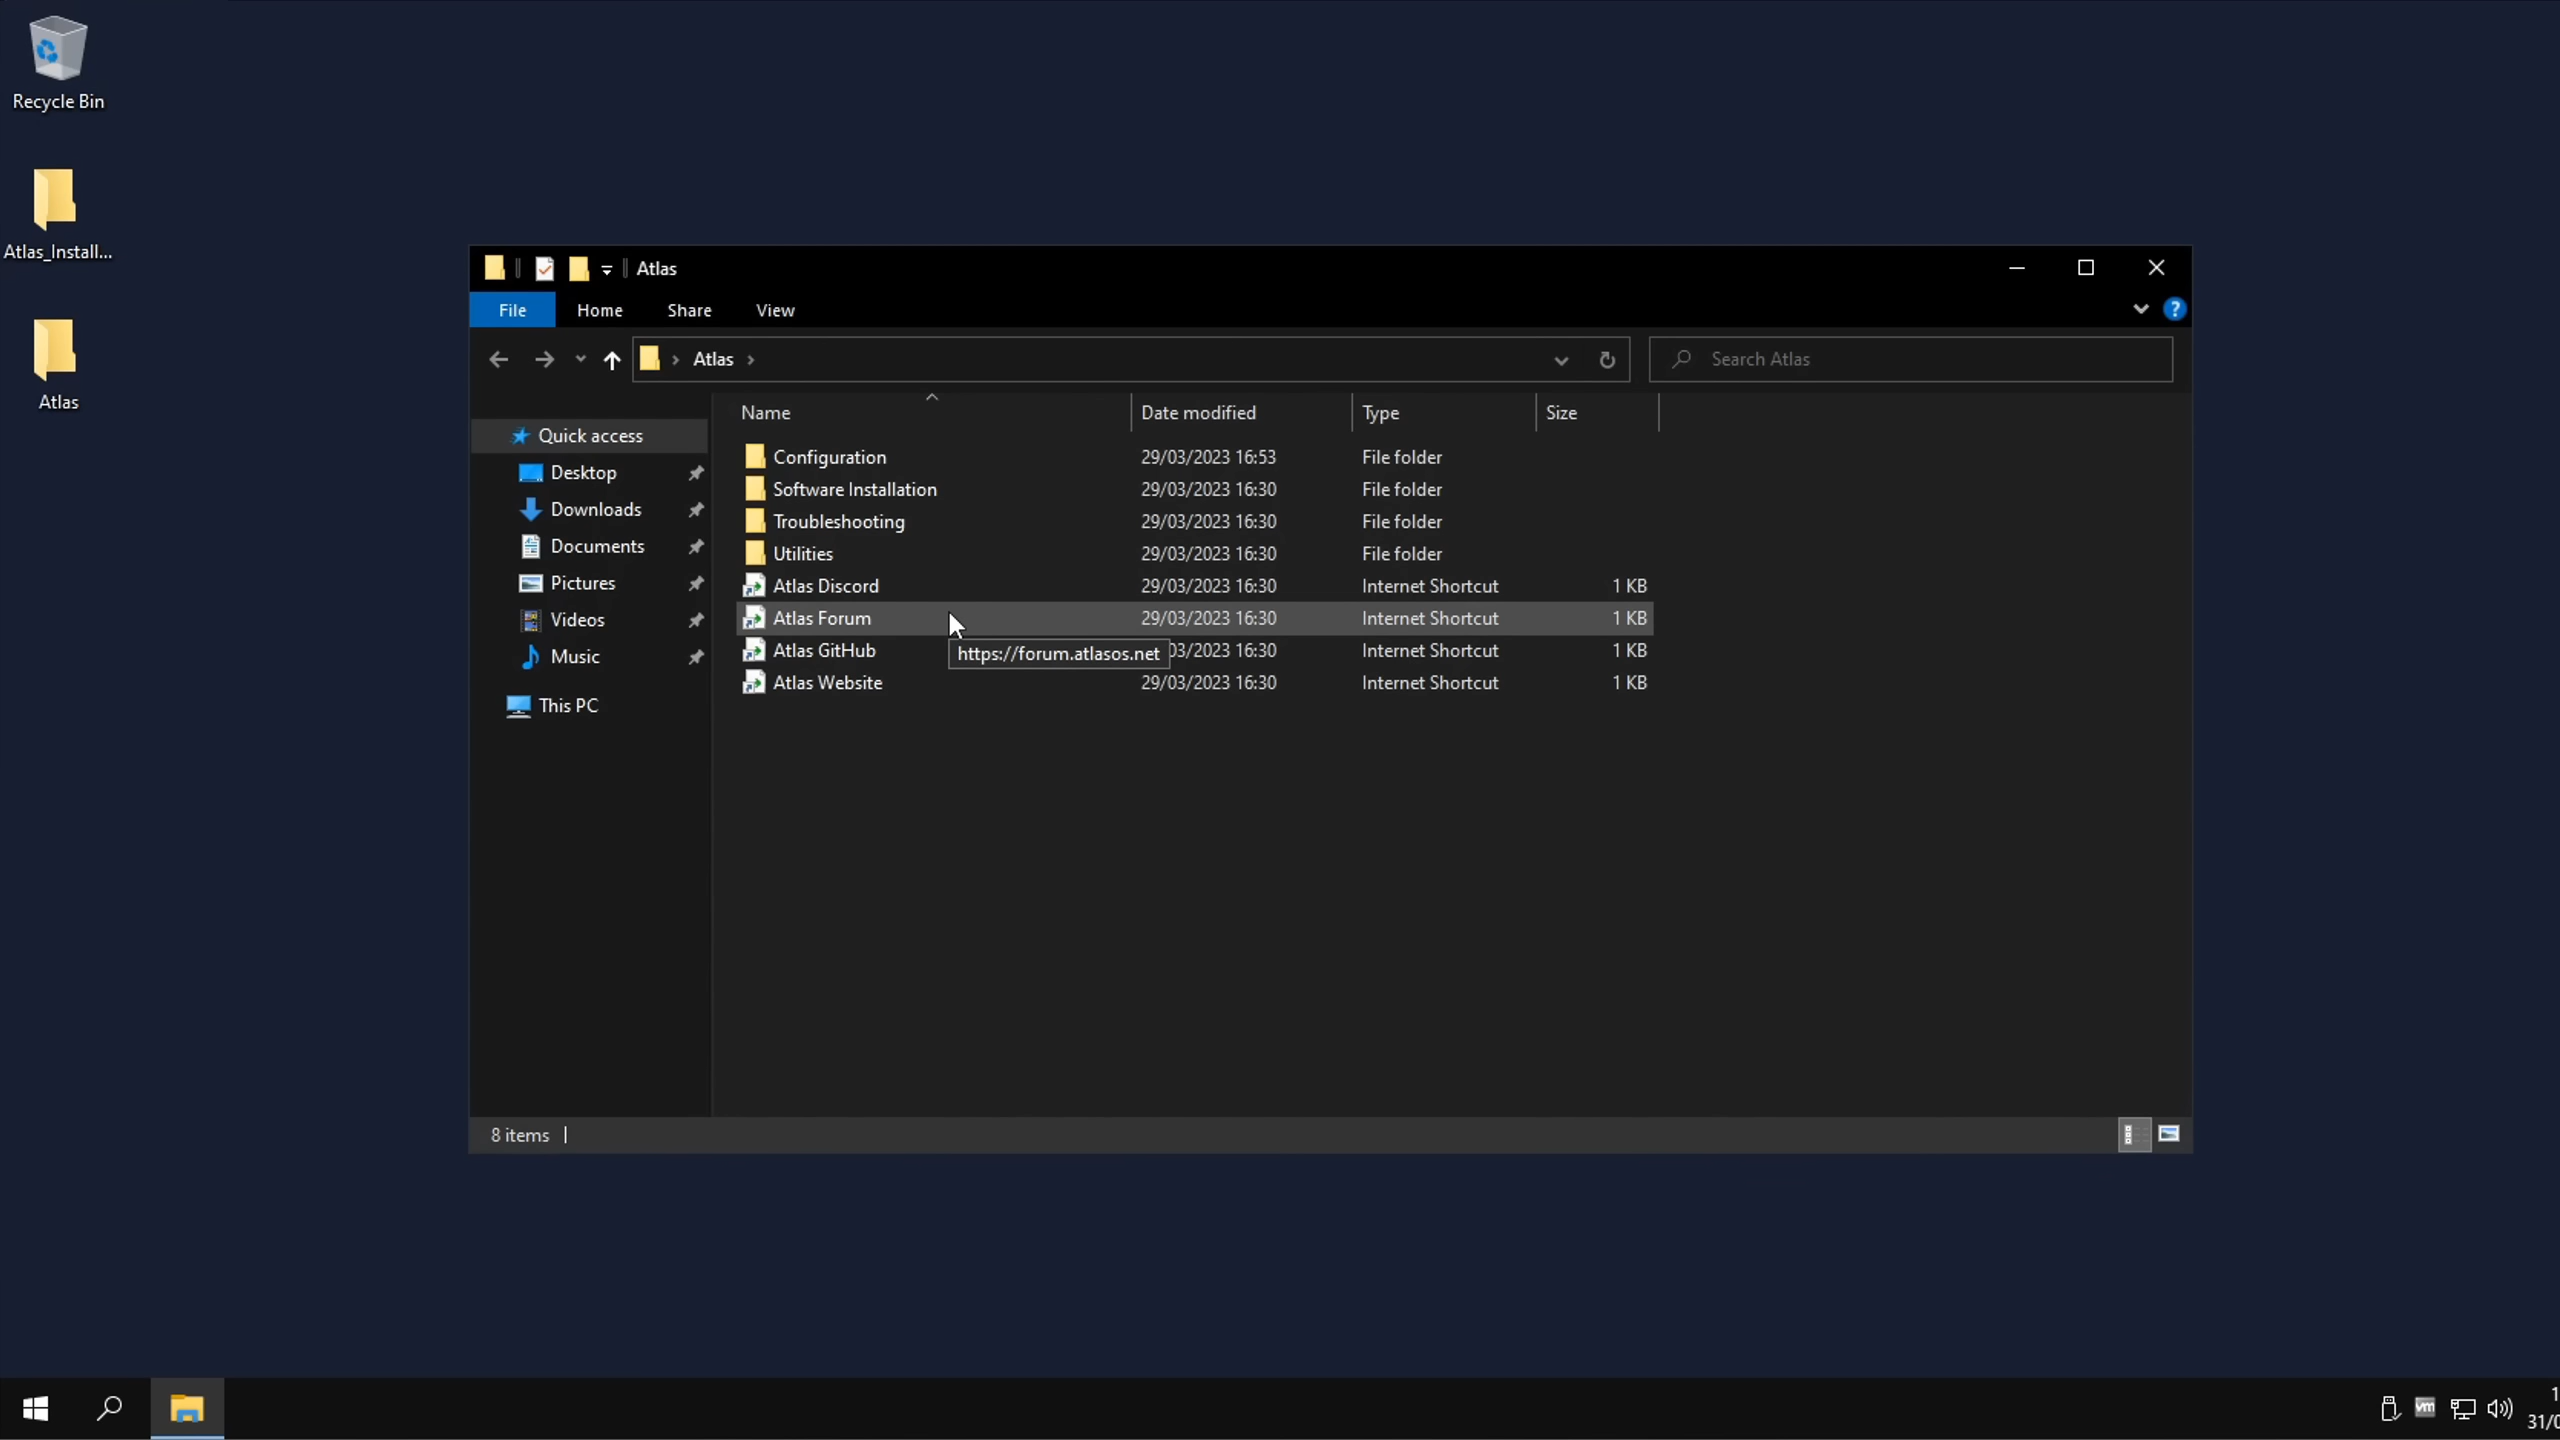 Recycle Bin
Atlas_Install...
Atlas
Atlas
File Home Share View
Atlas
Search Atlas
Name Date modified Type Size
Quick access
Desktop
Downloads
Documents
Pictures
Videos
Music
This PC
Configuration 29/03/2023 16:53 File folder
Software Installation 29/03/2023 16:30 File folder
Troubleshooting 29/03/2023 16:30 File folder
Utilities 29/03/2023 16:30 File folder
Atlas Discord 29/03/2023 16:30 Internet Shortcut 1 KB
Atlas Forum 29/03/2023 16:30 Internet Shortcut 1 KB
Atlas GitHub 03/2023 16:30 Internet Shortcut 1 KB
https://forum.atlasos.net
Atlas Website 29/03/2023 16:30 Internet Shortcut 1 KB
8 items
vm